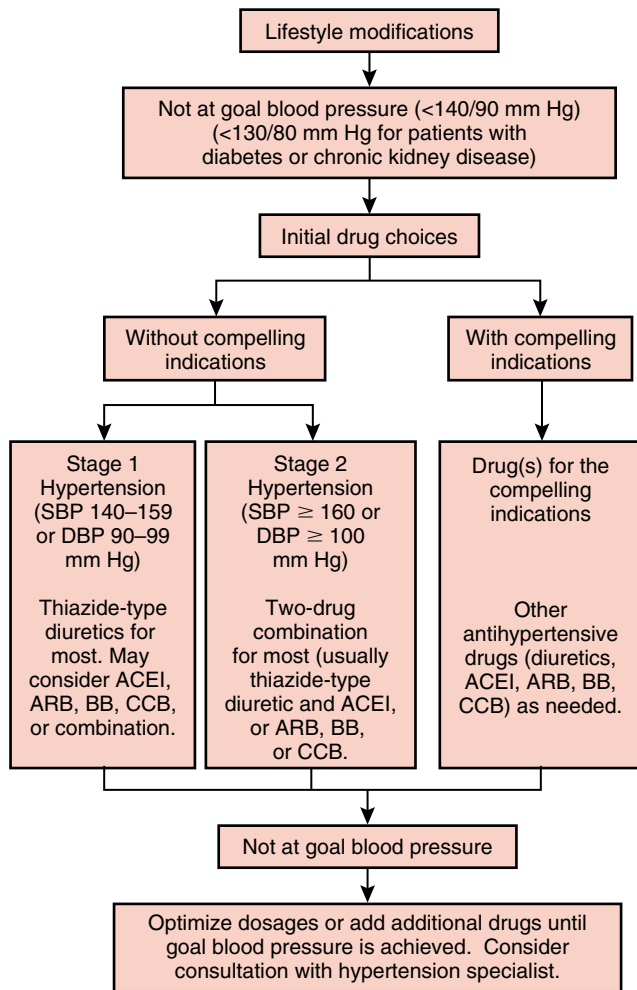 Lifestyle modifications
Not at goal blood pressure (<140/90 mm Hg)
(<130/80 mm Hg for patients with
diabetes or chronic kidney disease)
Initial drug choices
Without compelling
indications
With compelling
indications
Stage 1
Hypertension
(SBP 140–159
or DBP 90–99
mm Hg)
Thiazide-type
diuretics for
most. May
consider ACEI,
ARB, BB, CCB,
or combination.
Stage 2
Hypertension
(SBP ≥ 160 or
DBP ≥ 100
mm Hg)
Two-drug
combination
for most (usually
thiazide-type
diuretic and ACEI,
or ARB, BB,
or CCB.
Drug(s) for the
compelling
indications
Other
antihypertensive
drugs (diuretics,
ACEI, ARB, BB,
CCB) as needed.
Not at goal blood pressure
Optimize dosages or add additional drugs until
goal blood pressure is achieved. Consider
consultation with hypertension specialist.